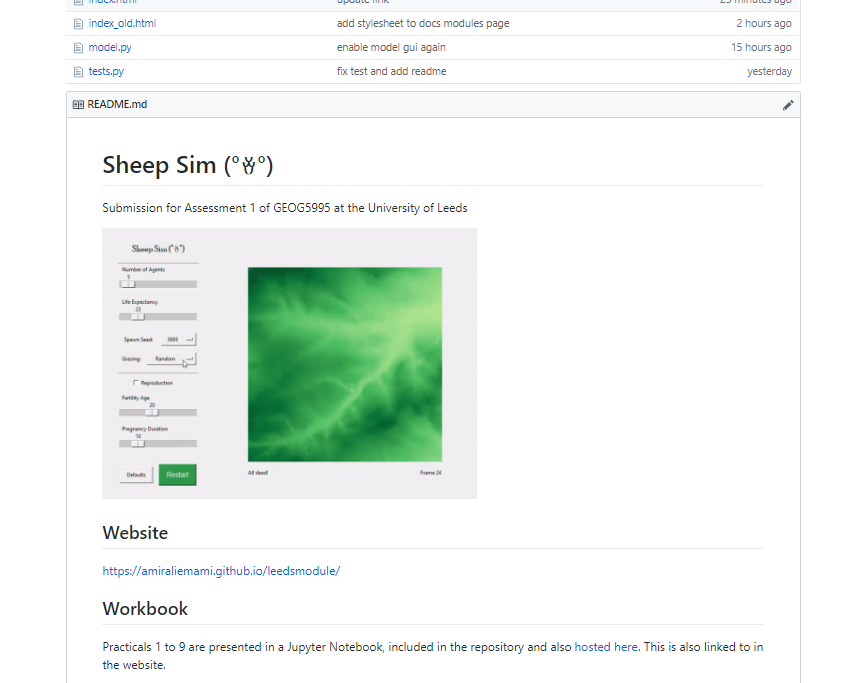 index.html update link 25 minutes ago
index_old.html add stylesheet to docs modules page 2 hours ago
model.py enable model gui again 15 hours ago
tests.py fix test and add readme yesterday
README.md
Sheep Sim (°ꈊ°)
Submission for Assessment 1 of GEOG5995 at the University of Leeds
Sheep Sim (°ꈊ°)
Number of Agents
5
Life Expectancy
23
Spawn Seed: 5995
Grazing: Random
Reproduction
Fertility Age
20
Pregnancy Duration
10
Defaults Restart
All dead! Frame 24
Website
https://amiraliemami.github.io/leedsmodule/
Workbook
Practicals 1 to 9 are presented in a Jupyter Notebook, included in the repository and also hosted here. This is also linked to in
the website.